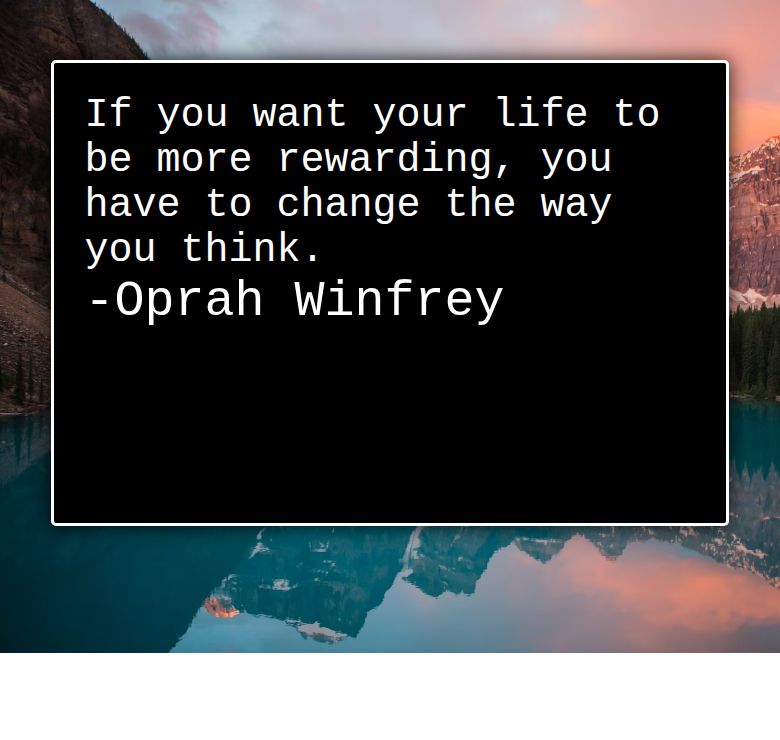 If you want your life to
be more rewarding, you
have to change the way
you think.
-Oprah Winfrey